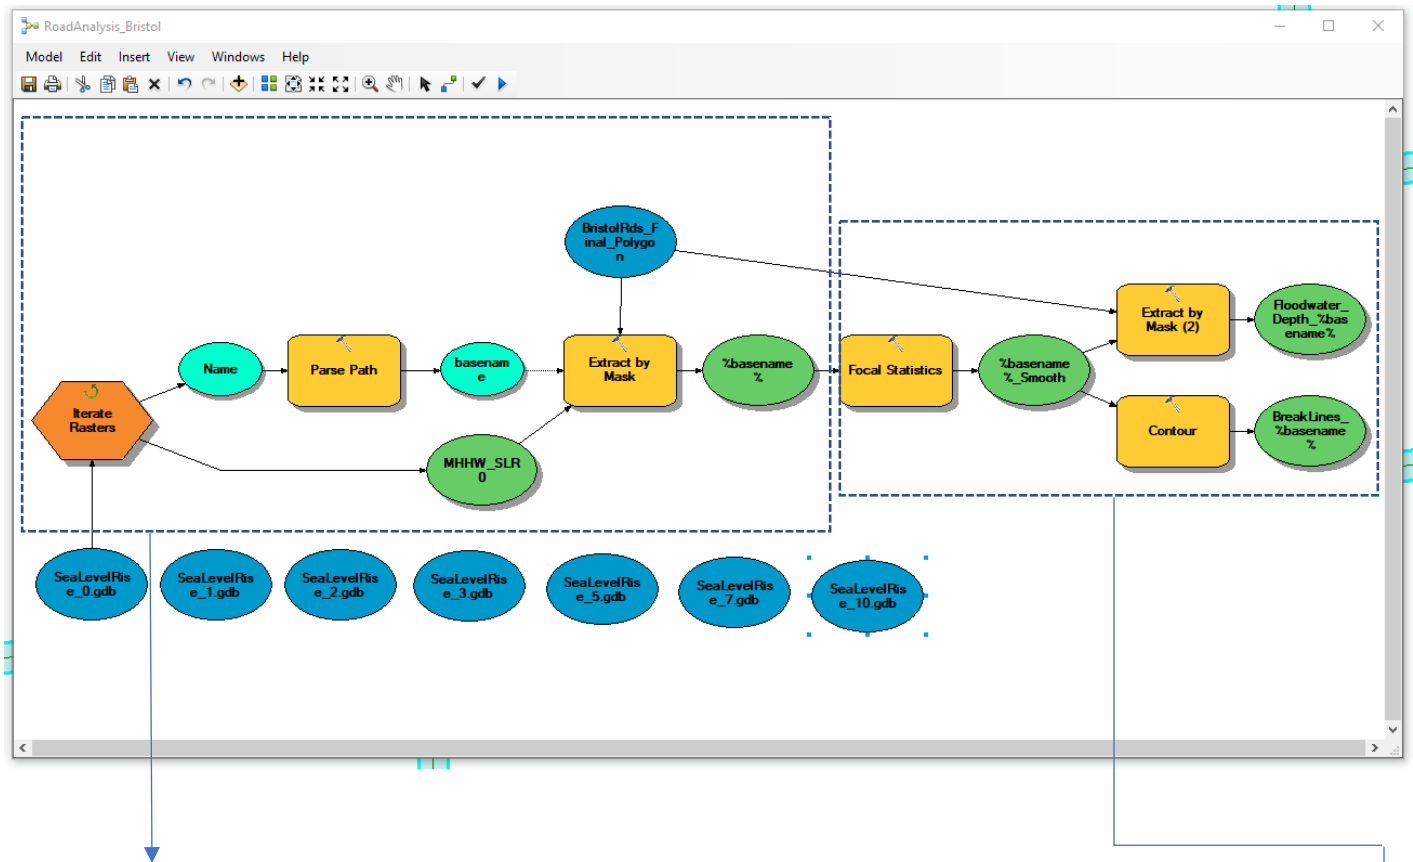 RoadAnalysis_Bristol
Model Edit Insert View Windows Help
BristolRds_F
inal_Polygo
n
Name
Parse Path
basenam
e
Extract by
Mask
%basename
%
Focal Statistics
%basename
%_Smooth
Extract by
Mask (2)
Floodwater_
Depth_%bas
ename%
Iterate
Rasters
MHHW_SLR
0
Contour
BreakLines_
%basename
%
SeaLevelRis
e_0.gdb
SeaLevelRis
e_1.gdb
SeaLevelRis
e_2.gdb
SeaLevelRis
e_3.gdb
SeaLevelRis
e_5.gdb
SeaLevelRis
e_7.gdb
SeaLevelRis
e_10.gdb